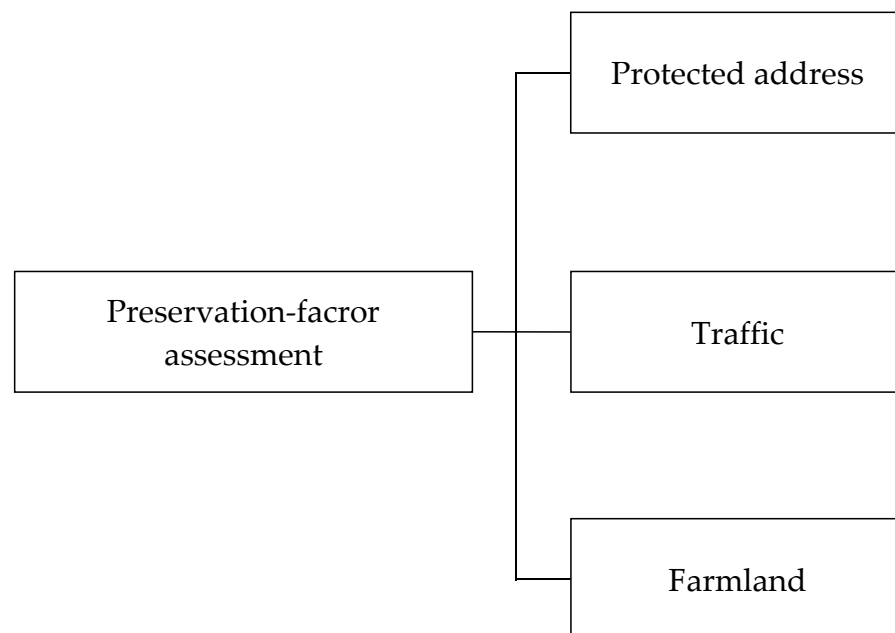 Protected address
Preservation-facror
assessment
Traffic
Farmland